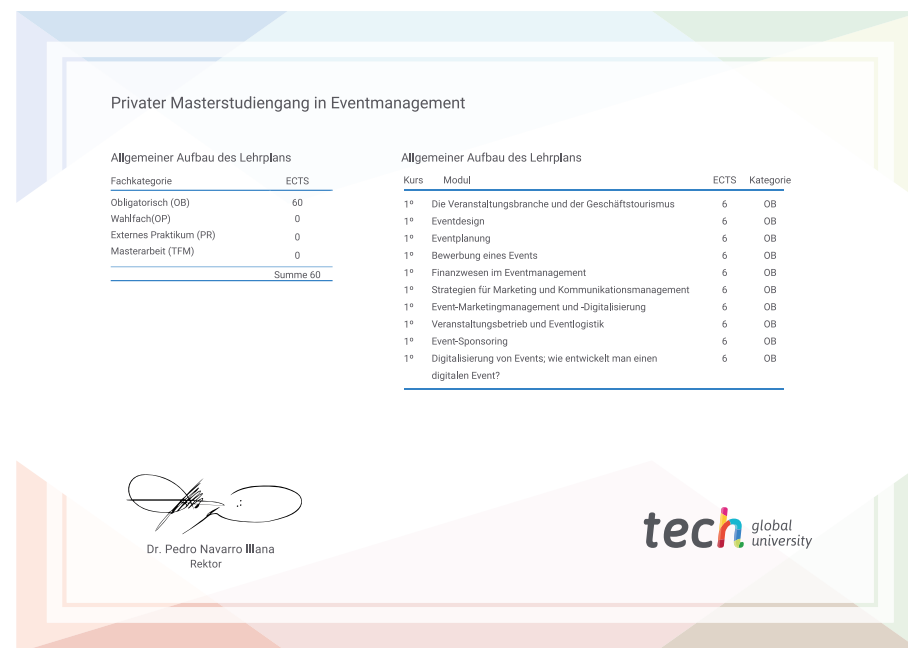 Privater Masterstudiengang in Eventmanagement
Allgemeiner Aufbau des Lehrplans
Fachkategorie ECTS
Obligatorisch (OB) 60
Wahlfach(OP) 0
Externes Praktikum (PR) 0
Masterarbeit (TFM) 0
Summe 60
Allgemeiner Aufbau des Lehrplans
Kurs Modul ECTS Kategorie
1º Die Veranstaltungsbranche und der Geschäftstourismus 6 OB
1º Eventdesign 6 OB
1º Eventplanung 6 OB
1º Bewerbung eines Events 6 OB
1º Finanzwesen im Eventmanagement 6 OB
1º Strategien für Marketing und Kommunikationsmanagement 6 OB
1º Event-Marketingmanagement und -Digitalisierung 6 OB
1º Veranstaltungsbetrieb und Eventlogistik 6 OB
1º Event-Sponsoring 6 OB
1º Digitalisierung von Events; wie entwickelt man einen 6 OB
digitalen Event?
Dr. Pedro Navarro Illana
Rektor
tech global
university